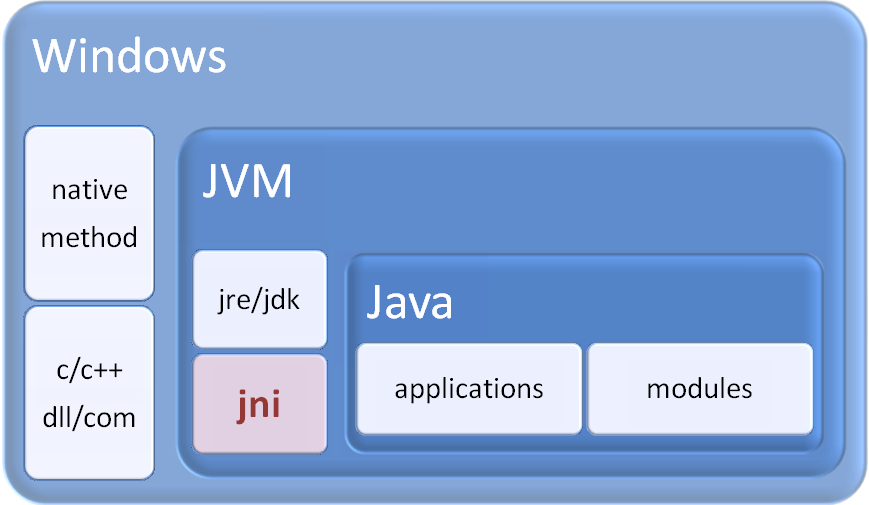 Windows
native
method
c/c++
dll/com
JVM
jre/jdk
jni
Java
applications
modules